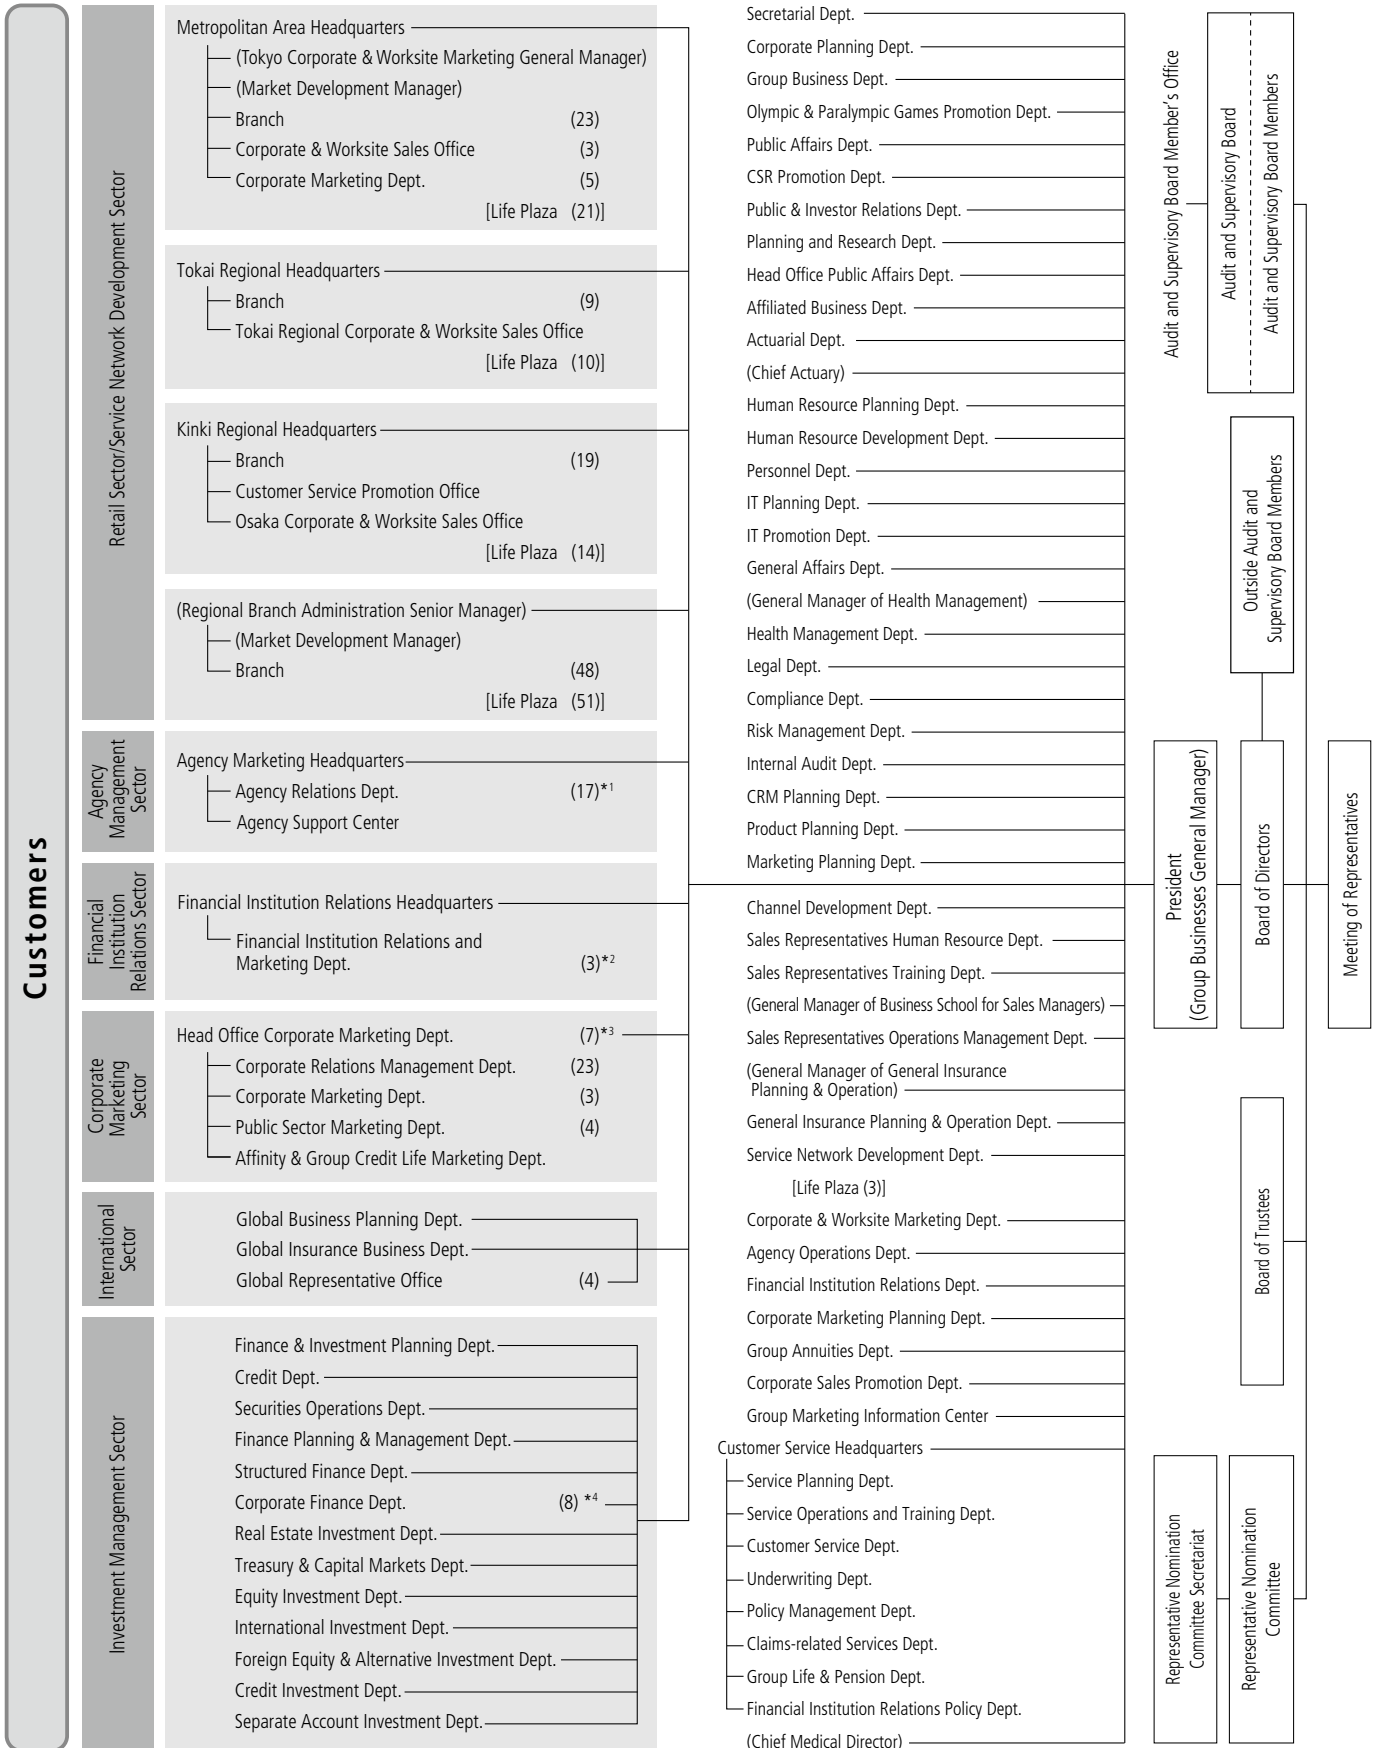 Customers
Retail Sector/Service Network Development Sector
Metropolitan Area Headquarters
(Tokyo Corporate & Worksite Marketing General Manager)
(Market Development Manager)
Branch (23)
Corporate & Worksite Sales Office (3)
Corporate Marketing Dept. (5)
[Life Plaza (21)]
Tokai Regional Headquarters
Branch (9)
Tokai Regional Corporate & Worksite Sales Office
[Life Plaza (10)]
Kinki Regional Headquarters
Branch (19)
Customer Service Promotion Office
Osaka Corporate & Worksite Sales Office
[Life Plaza (14)]
(Regional Branch Administration Senior Manager)
(Market Development Manager)
Branch (48)
[Life Plaza (51)]
Agency
Management
Sector
Agency Marketing Headquarters
Agency Relations Dept. (17)*1
Agency Support Center
Financial
Institution
Relations Sector
Financial Institution Relations Headquarters
Financial Institution Relations and
Marketing Dept. (3)*2
Corporate
Marketing
Sector
Head Office Corporate Marketing Dept. (7)*3
Corporate Relations Management Dept. (23)
Corporate Marketing Dept. (3)
Public Sector Marketing Dept. (4)
Affinity & Group Credit Life Marketing Dept.
International
Sector
Global Business Planning Dept.
Global Insurance Business Dept.
Global Representative Office (4)
Investment Management Sector
Finance & Investment Planning Dept.
Credit Dept.
Securities Operations Dept.
Finance Planning & Management Dept.
Structured Finance Dept.
Corporate Finance Dept. (8) *4
Real Estate Investment Dept.
Treasury & Capital Markets Dept.
Equity Investment Dept.
International Investment Dept.
Foreign Equity & Alternative Investment Dept.
Credit Investment Dept.
Separate Account Investment Dept.
Secretarial Dept.
Corporate Planning Dept.
Group Business Dept.
Olympic & Paralympic Games Promotion Dept.
Public Affairs Dept.
CSR Promotion Dept.
Public & Investor Relations Dept.
Planning and Research Dept.
Head Office Public Affairs Dept.
Affiliated Business Dept.
Actuarial Dept.
(Chief Actuary)
Human Resource Planning Dept.
Human Resource Development Dept.
Personnel Dept.
IT Planning Dept.
IT Promotion Dept.
General Affairs Dept.
(General Manager of Health Management)
Health Management Dept.
Legal Dept.
Compliance Dept.
Risk Management Dept.
Internal Audit Dept.
CRM Planning Dept.
Product Planning Dept.
Marketing Planning Dept.
Channel Development Dept.
Sales Representatives Human Resource Dept.
Sales Representatives Training Dept.
(General Manager of Business School for Sales Managers)
Sales Representatives Operations Management Dept.
(General Manager of General Insurance
Planning & Operation)
General Insurance Planning & Operation Dept.
Service Network Development Dept.
[Life Plaza (3)]
Corporate & Worksite Marketing Dept.
Agency Operations Dept.
Financial Institution Relations Dept.
Corporate Marketing Planning Dept.
Group Annuities Dept.
Corporate Sales Promotion Dept.
Group Marketing Information Center
Customer Service Headquarters
Service Planning Dept.
Service Operations and Training Dept.
Customer Service Dept.
Underwriting Dept.
Policy Management Dept.
Claims-related Services Dept.
Group Life & Pension Dept.
Financial Institution Relations Policy Dept.
(Chief Medical Director)
Audit and Supervisory Board Member's Office
Audit and Supervisory Board
Audit and Supervisory Board Members
Outside Audit and
Supervisory Board Members
President
(Group Businesses General Manager)
Board of Directors
Meeting of Representatives
Board of Trustees
Representative Nomination
Committee Secretariat
Representative Nomination
Committee